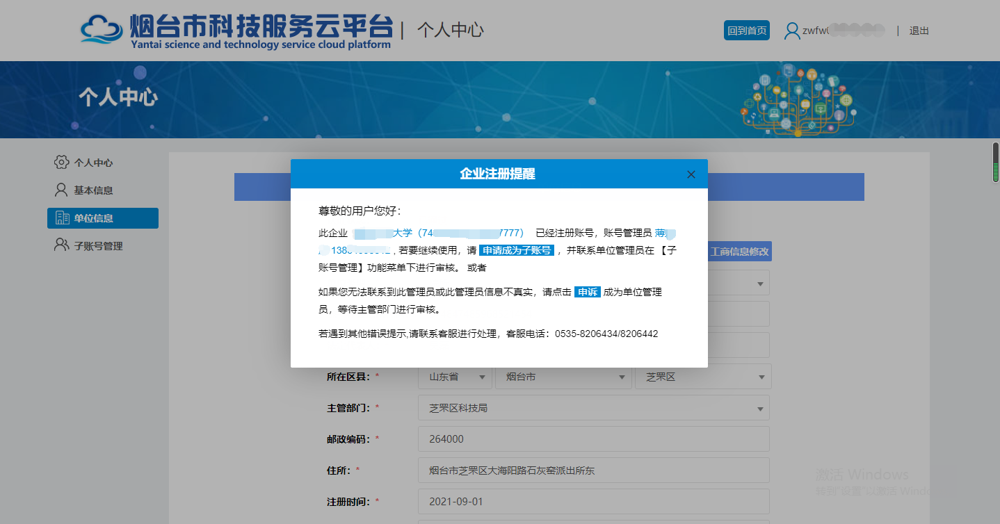 烟台市科技服务云平台
Yantai science and technology service cloud platform
| 个人中心
回到首页
zwfw
| 退出
个人中心
个人中心
基本信息
单位信息
子账号管理
企业注册提醒
尊敬的用户您好：
此企业 大学（74 7777） 已经注册账号，账号管理员 薄
138 , 若要继续使用，请 申请成为子账号 ，并联系单位管理员在 【子
账号管理】功能菜单下进行审核。 或者
如果您无法联系到此管理员或此管理员信息不真实，请点击 申诉 成为单位管理
员，等待主管部门进行审核。
若遇到其他错误提示,请联系客服进行处理，客服电话：0535-8206434/8206442
工商信息修改
所在区县：* 山东省 烟台市 芝罘区
主管部门：* 芝罘区科技局
邮政编码：* 264000
住所：* 烟台市芝罘区大海阳路石灰窑派出所东
注册时间：* 2021-09-01
激活 Windows
转到"设置"以激活 Windo